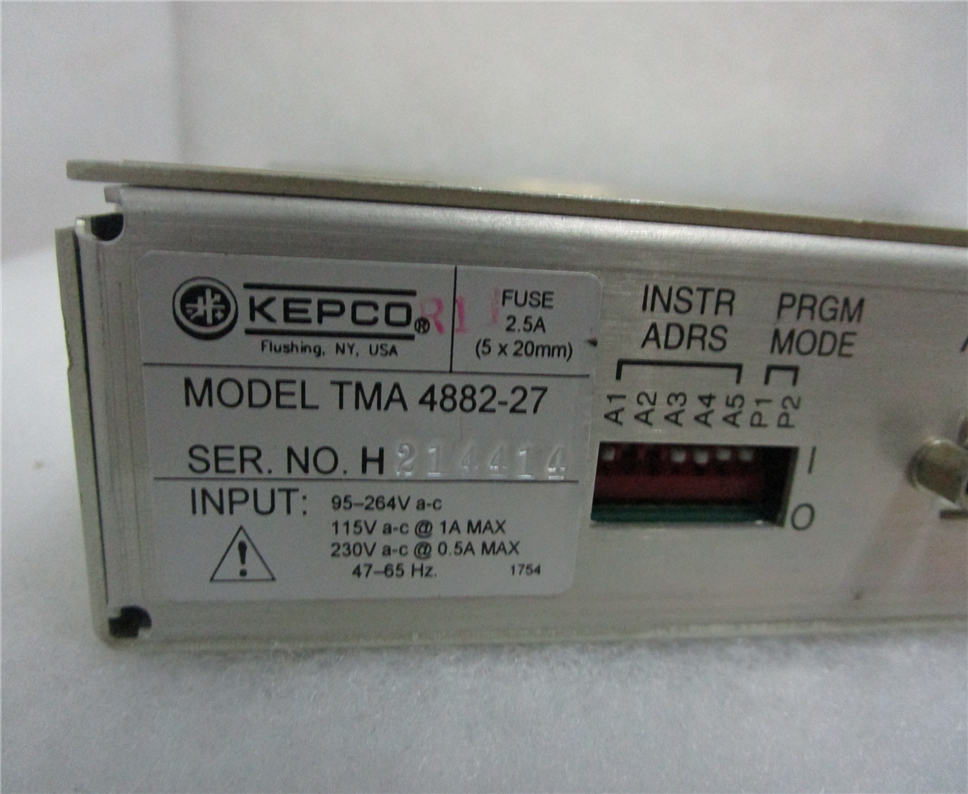 KEPCO®
Flushing, NY, USA
R1
FUSE
2.5A
(5 x 20mm)
MODEL TMA 4882-27
SER. NO. H 214414
INPUT: 95–264V a-c
115V a-c @ 1A MAX
230V a-c @ 0.5A MAX
47–65 Hz.
1754
INSTR
ADRS
PRGM
MODE
A1 A2 A3 A4 A5 P1 P2
I
O